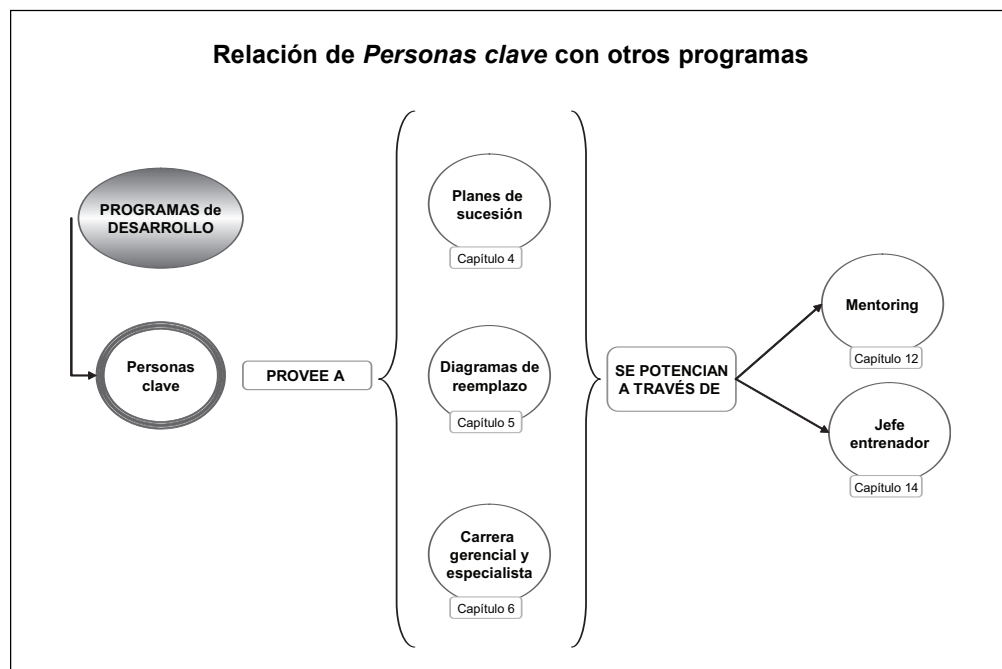 Relación de Personas clave con otros programas
PROGRAMAS de
DESARROLLO
Personas
clave
PROVEE A
Planes de
sucesión
Capítulo 4
Diagramas de
reemplazo
Capítulo 5
Carrera
gerencial y
especialista
Capítulo 6
SE POTENCIAN
A TRAVÉS DE
Mentoring
Capítulo 12
Jefe
entrenador
Capítulo 14